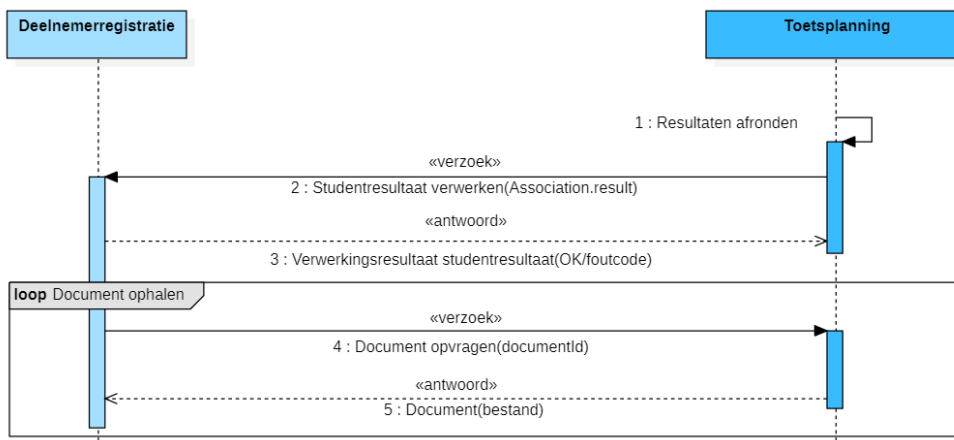 Deelnemerregistratie
Toetsplanning
1 : Resultaten afronden
«verzoek»
2 : Studentresultaat verwerken(Association.result)
«antwoord»
3 : Verwerkingsresultaat studentresultaat(OK/foutcode)
loop Document ophalen
«verzoek»
4 : Document opvragen(documentId)
«antwoord»
5 : Document(bestand)